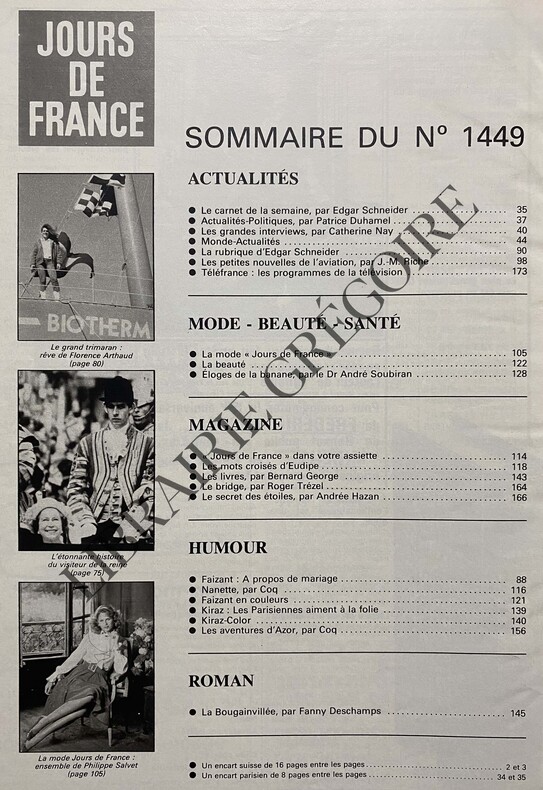 JOURS
DE
FRANCE
SOMMAIRE DU Nº 1449
BIOTHERM
Le grand trimaran :
rêve de Florence Arthaud
(page 80)
L'étonnante histoire
du visiteur de la reine
(page 75)
La mode Jours de France :
ensemble de Philippe Salvet
(page 105)
ACTUALITÉS
● Le carnet de la semaine, par Edgar Schneider 35
● Actualités-Politiques, par Patrice Duhamel 37
● Les grandes interviews, par Catherine Nay 40
● Monde-Actualités 44
● La rubrique d'Edgar Schneider 90
● Les petites nouvelles de l'aviation, par J.-M. Riche 98
● Téléfrance : les programmes de la télévision 173
MODE - BEAUTÉ - SANTÉ
● La mode « Jours de France » 105
● La beauté 122
● Éloges de la banane, par le Dr André Soubiran 128
MAGAZINE
● « Jours de France » dans votre assiette 114
● Les mots croisés d'Eudipe 118
● Les livres, par Bernard George 143
● Le bridge, par Roger Trézel 164
● Le secret des étoiles, par Andrée Hazan 166
HUMOUR
● Faizant : A propos de mariage 88
● Nanette, par Coq 116
● Faizant en couleurs 121
● Kiraz : Les Parisiennes aiment à la folie 139
● Kiraz-Color 140
● Les aventures d'Azor, par Coq 156
ROMAN
● La Bougainvillée, par Fanny Deschamps 145
● Un encart suisse de 16 pages entre les pages 2 et 3
● Un encart parisien de 8 pages entre les pages 34 et 35
LIBRAIRIE GRÉGOIRE